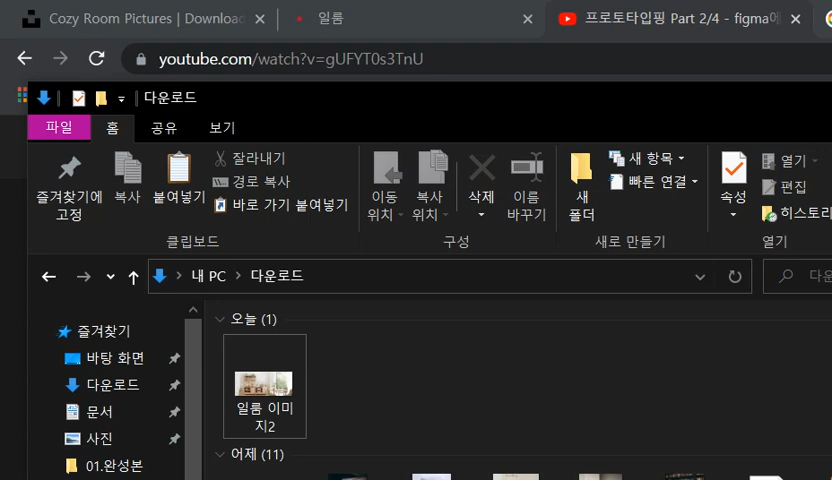 Cozy Room Pictures | Download
일룸
프로토타이핑 Part 2/4 - figma에
youtube.com/watch?v=gUFYT0s3TnU
다운로드
파일 홈 공유 보기
즐겨찾기에 고정
복사
붙여넣기
잘라내기
경로 복사
바로 가기 붙여넣기
클립보드
이동 위치
복사 위치
삭제
이름 바꾸기
구성
새 폴더
새 항목
빠른 연결
새로 만들기
속성
열기
편집
히스토리
열기
내 PC > 다운로드
다운
즐겨찾기
바탕 화면
다운로드
문서
사진
01.완성본
오늘 (1)
일룸 이미
지2
어제 (11)